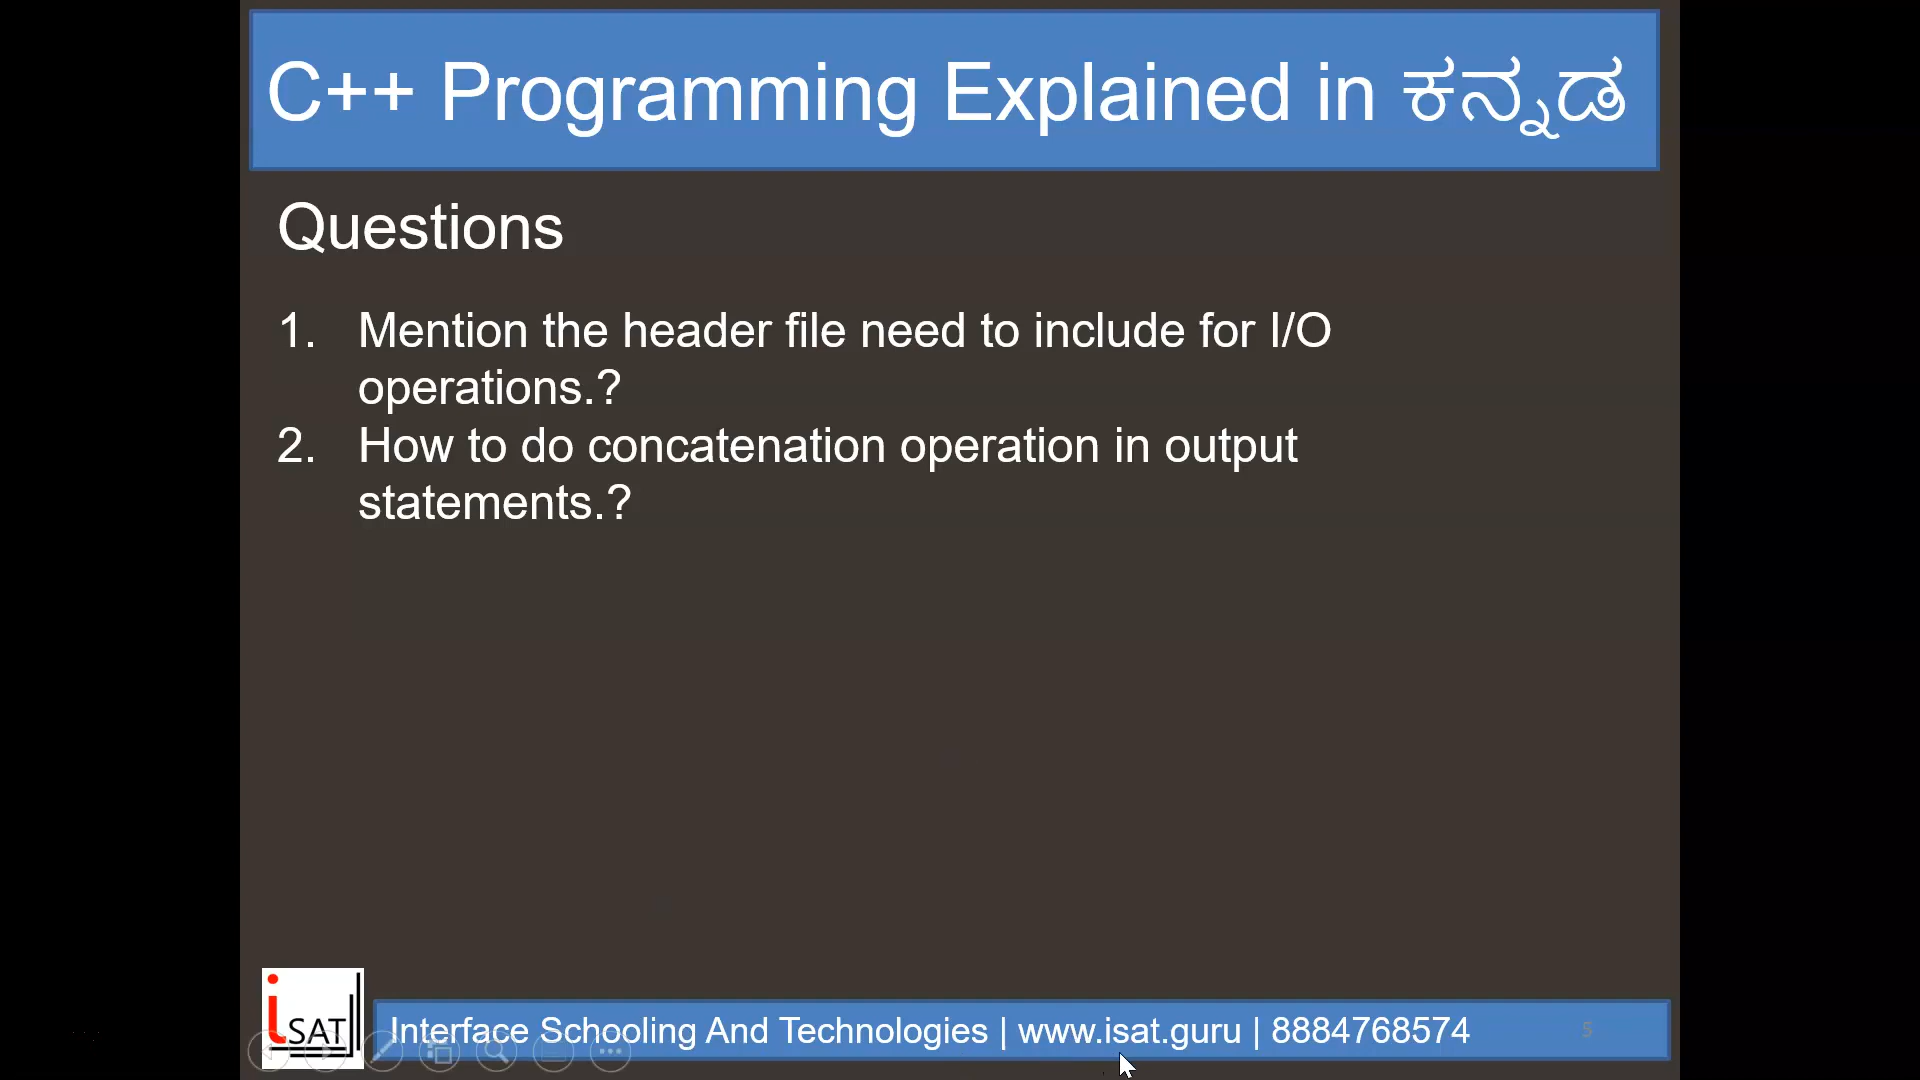 C++ Programming Explained in ಕನ್ನಡ
Questions
1. Mention the header file need to include for I/O
operations.?
2. How to do concatenation operation in output
statements.?
iSAT
Interface Schooling And Technologies | www.isat.guru | 8884768574
5